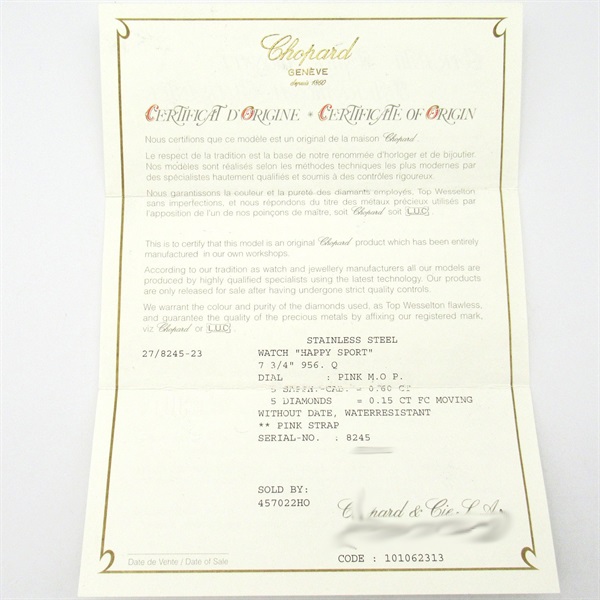 Chopard
GENÈVE
depuis 1860
CERTIFICAT D'ORIGINE • CERTIFICATE OF ORIGIN
Nous certifions que ce modèle est un original de la maison Chopard.
Le respect de la tradition est la base de notre renommée d'horloger et de bijoutier.
Nos modèles sont réalisés selon les méthodes techniques les plus modernes par
des spécialistes hautement qualifiés et soumis à des contrôles rigoureux.
Nous garantissons la couleur et la pureté des diamants employés, Top Wesselton
sans imperfections, et nous répondons du titre des métaux précieux utilisés par
l'apposition de l'un de nos poinçons de maître, soit Chopard soit L.U.C.
This is to certify that this model is an original Chopard product which has been entirely
manufactured in our own workshops.
According to our tradition as watch and jewellery manufacturers all our models are
produced by highly qualified specialists using the latest technology. Our products
are only released for sale after having undergone strict quality controls.
We warrant the colour and purity of the diamonds used, as Top Wesselton flawless,
and guarantee the quality of the precious metals by affixing our registered mark,
viz Chopard or L.U.C.
STAINLESS STEEL
27/8245-23 WATCH "HAPPY SPORT"
7 3/4" 956. Q
DIAL : PINK M.O.P.
5 SAPPH.-CAB. = 0/60 CT
5 DIAMONDS = 0.15 CT FC MOVING
WITHOUT DATE, WATERRESISTANT
** PINK STRAP
SERIAL-NO. : 8245
SOLD BY:
457022HO
Chopard & Cie. S.A.
Date de Vente / Date of Sale
CODE : 101062313